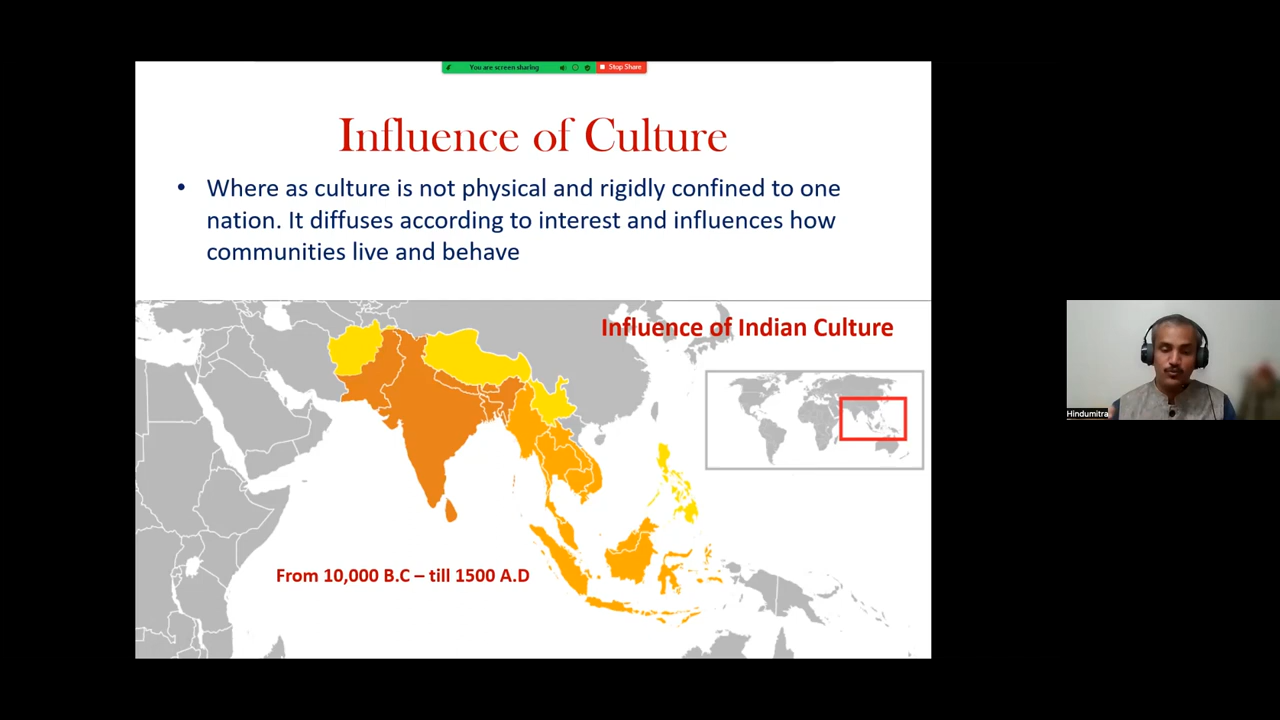 You are screen sharing
Stop Share
Influence of Culture
• Where as culture is not physical and rigidly confined to one
nation. It diffuses according to interest and influences how
communities live and behave
Influence of Indian Culture
From 10,000 B.C – till 1500 A.D
Hindumitra